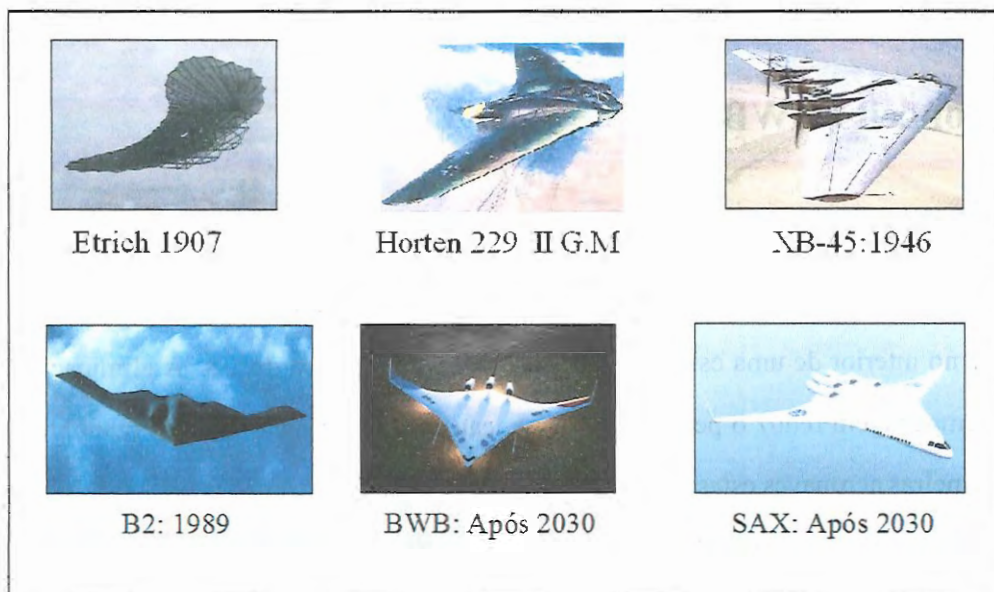 Etrich 1907
Horten 229 II G.M
XB-45:1946
B2: 1989
BWB: Após 2030
SAX: Após 2030